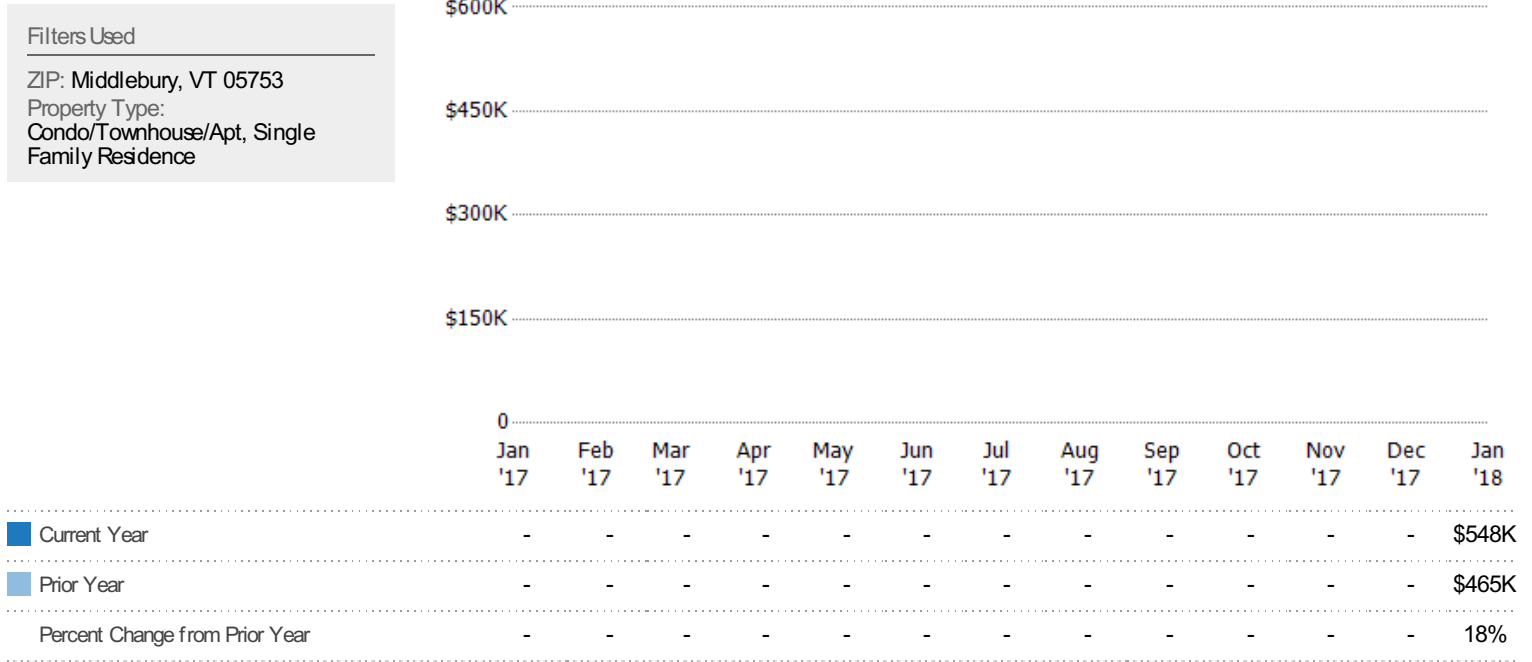 Filters Used
ZIP: Middlebury, VT 05753
Property Type:
Condo/Townhouse/Apt, Single
Family Residence
$600K
$450K
$300K
$150K
0
Jan Feb Mar Apr May Jun Jul Aug Sep Oct Nov Dec Jan
'17 '17 '17 '17 '17 '17 '17 '17 '17 '17 '17 '17 '18
Current Year - - - - - - - - - - - - $548K
Prior Year - - - - - - - - - - - - $465K
Percent Change from Prior Year - - - - - - - - - - - - 18%